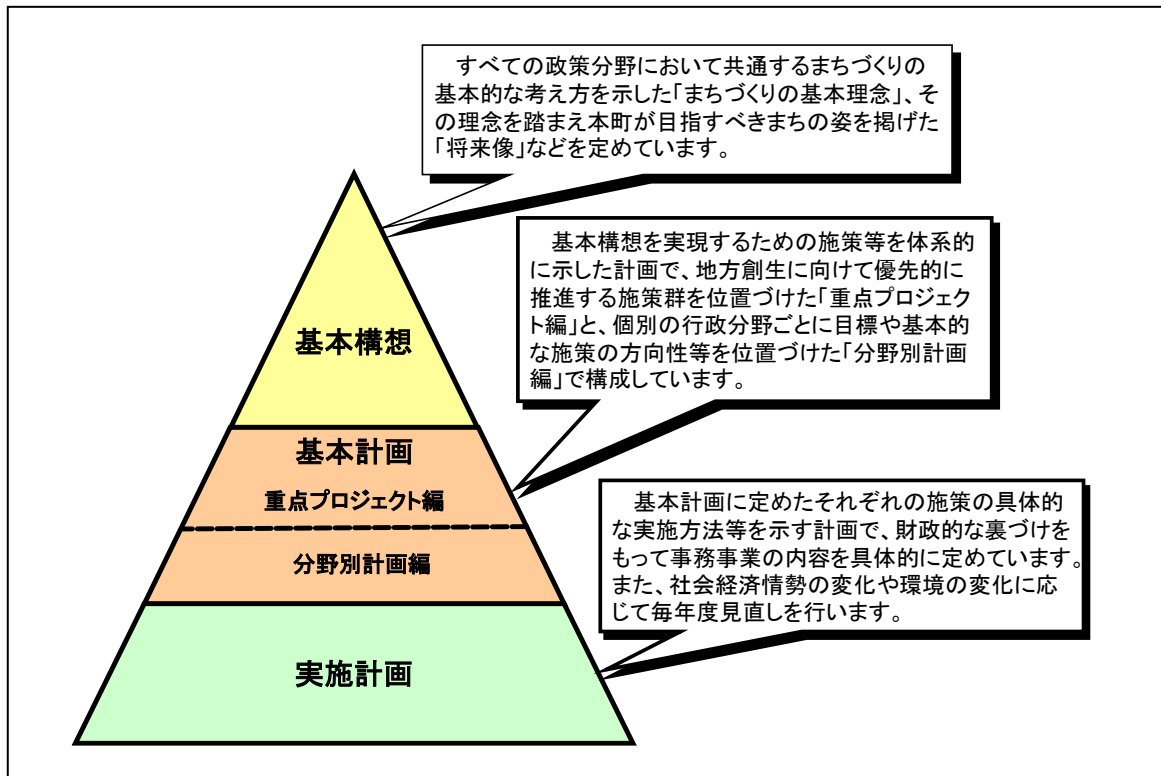 すべての政策分野において共通するまちづくりの
基本的な考え方を示した「まちづくりの基本理念」、そ
の理念を踏まえ本町が目指すべきまちの姿を掲げた
「将来像」などを定めています。
基本構想を実現するための施策等を体系的
に示した計画で、地方創生に向けて優先的に
推進する施策群を位置づけた「重点プロジェク
ト編」と、個別の行政分野ごとに目標や基本的
な施策の方向性等を位置づけた「分野別計画
編」で構成しています。
基本構想
基本計画
重点プロジェクト編
分野別計画編
基本計画に定めたそれぞれの施策の具体的
な実施方法等を示す計画で、財政的な裏づけを
もって事務事業の内容を具体的に定めています。
また、社会経済情勢の変化や環境の変化に応
じて毎年度見直しを行います。
実施計画